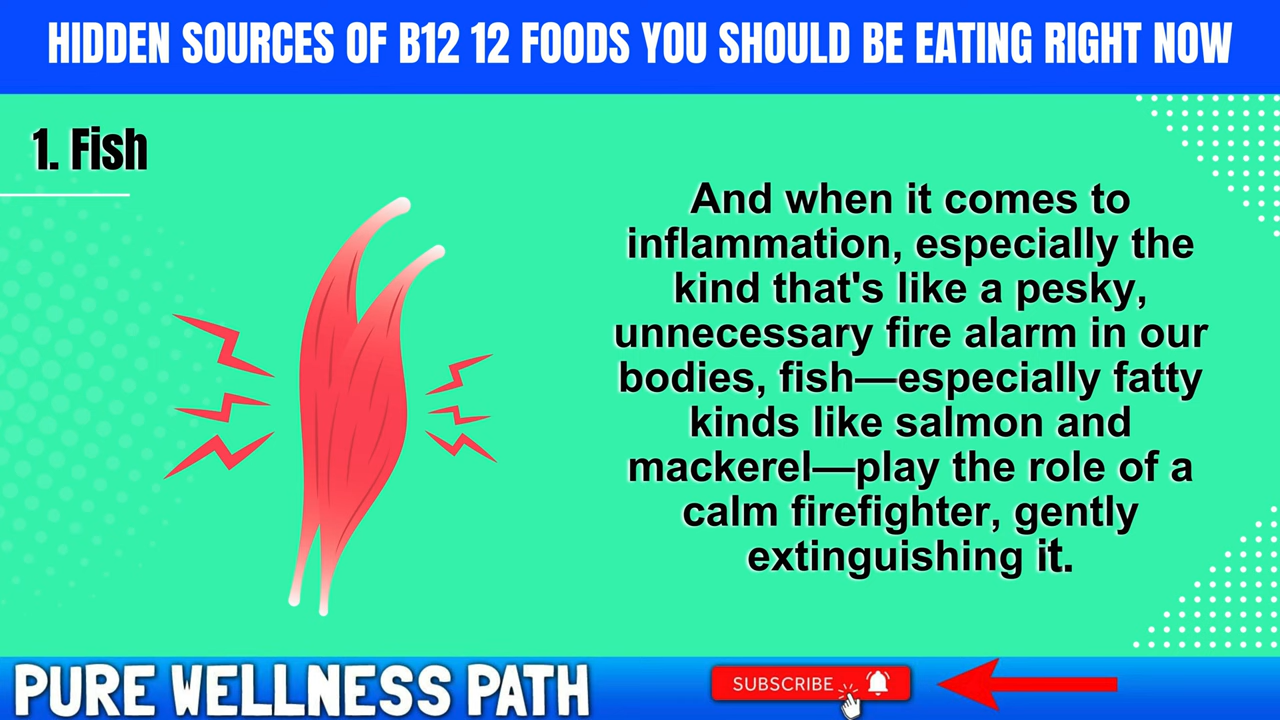 HIDDEN SOURCES OF B12 12 FOODS YOU SHOULD BE EATING RIGHT NOW
1. Fish
And when it comes to
inflammation, especially the
kind that's like a pesky,
unnecessary fire alarm in our
bodies, fish—especially fatty
kinds like salmon and
mackerel—play the role of a
calm firefighter, gently
extinguishing it.
PURE WELLNESS PATH
SUBSCRIBE